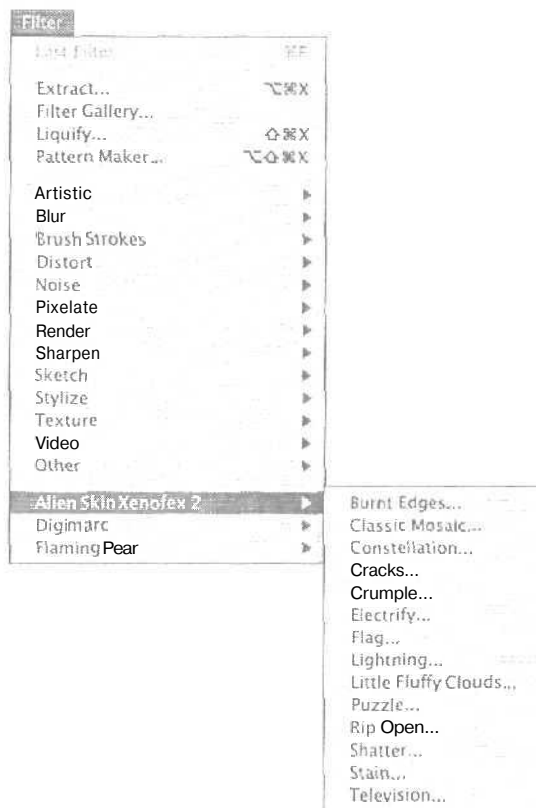 Filter
Last Filter ⌘F
Extract... ⌥⌘X
Filter Gallery...
Liquify... ⇧⌘X
Pattern Maker... ⌥⇧⌘X
Artistic
Blur
Brush Strokes
Distort
Noise
Pixelate
Render
Sharpen
Sketch
Stylize
Texture
Video
Other
Alien Skin Xenofex 2
Digimarc
Flaming Pear
Burnt Edges...
Classic Mosaic...
Constellation...
Cracks...
Crumple...
Electrify...
Flag...
Lightning...
Little Fluffy Clouds...
Puzzle...
Rip Open...
Shatter...
Stain...
Television...